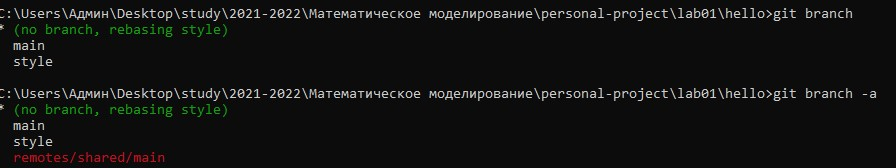 C:\Users\Админ\Desktop\study\2021-2022\Математическое моделирование\personal-project\lab01\hello>git branch
* (no branch, rebasing style)
  main
  style
C:\Users\Админ\Desktop\study\2021-2022\Математическое моделирование\personal-project\lab01\hello>git branch -a
* (no branch, rebasing style)
  main
  style
  remotes/shared/main